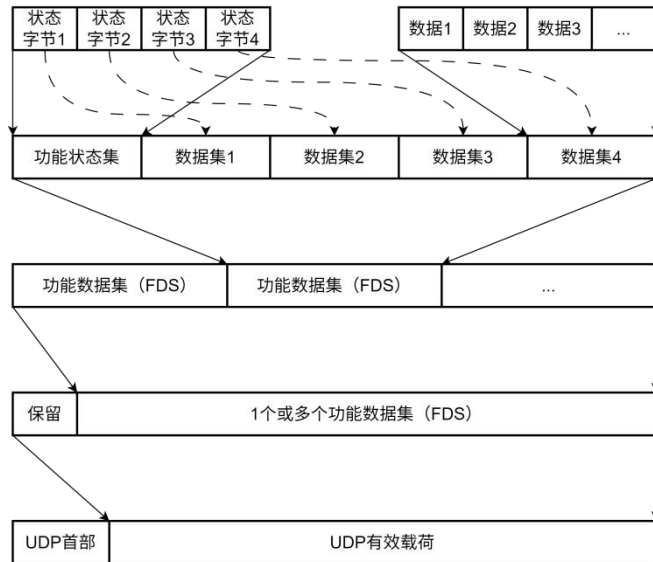 状态
字节1
状态
字节2
状态
字节3
状态
字节4
数据1
数据2
数据3
...
功能状态集
数据集1
数据集2
数据集3
数据集4
功能数据集（FDS）
功能数据集（FDS）
...
保留
1个或多个功能数据集（FDS）
UDP首部
UDP有效载荷